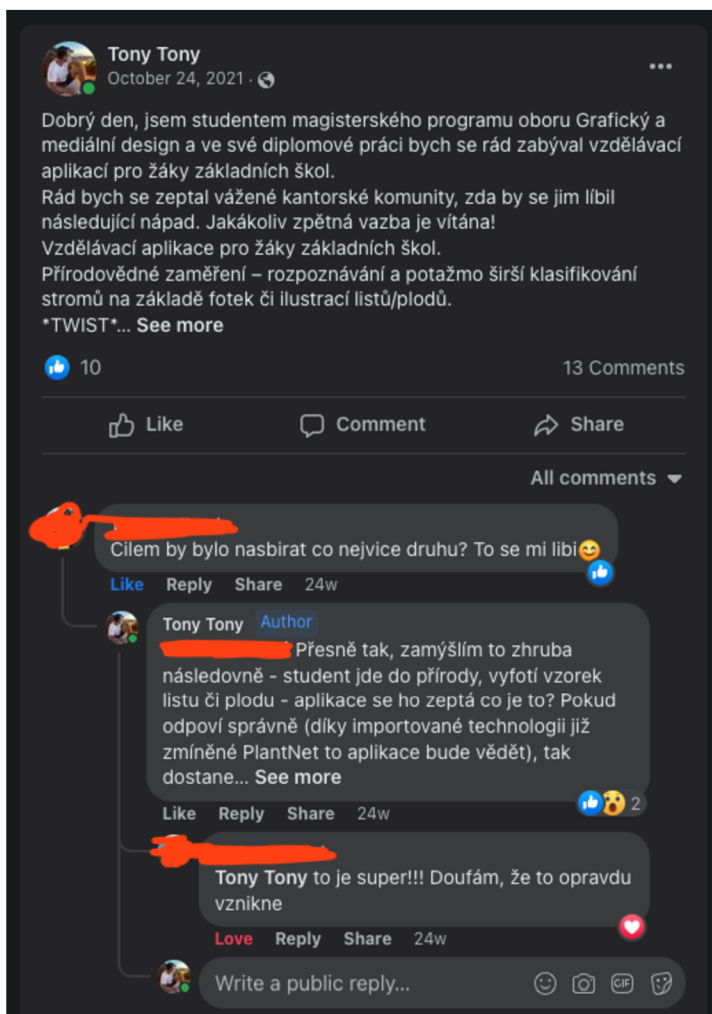 Tony Tony
October 24, 2021 ·
Dobrý den, jsem studentem magisterského programu oboru Grafický a
mediální design a ve své diplomové práci bych se rád zabýval vzdělávací
aplikací pro žáky základních škol.
Rád bych se zeptal vážené kantorské komunity, zda by se jim líbil
následující nápad. Jakákoliv zpětná vazba je vítána!
Vzdělávací aplikace pro žáky základních škol.
Přírodovědné zaměření – rozpoznávání a potažmo širší klasifikování
stromů na základě fotek či ilustrací listů/plodů.
*TWIST*... See more
10
13 Comments
Like
Comment
Share
All comments
Cilem by bylo nasbirat co nejvice druhu? To se mi libi😊
Like Reply Share 24w
Tony Tony Author
Přesně tak, zamýšlím to zhruba
následovně - student jde do přírody, vyfotí vzorek
listu či plodu - aplikace se ho zeptá co je to? Pokud
odpoví správně (díky importované technologii již
zmíněné PlantNet to aplikace bude vědět), tak
dostane... See more
2
Like Reply Share 24w
Tony Tony to je super!!! Doufám, že to opravdu
vznikne
Love Reply Share 24w
Write a public reply...
GIF